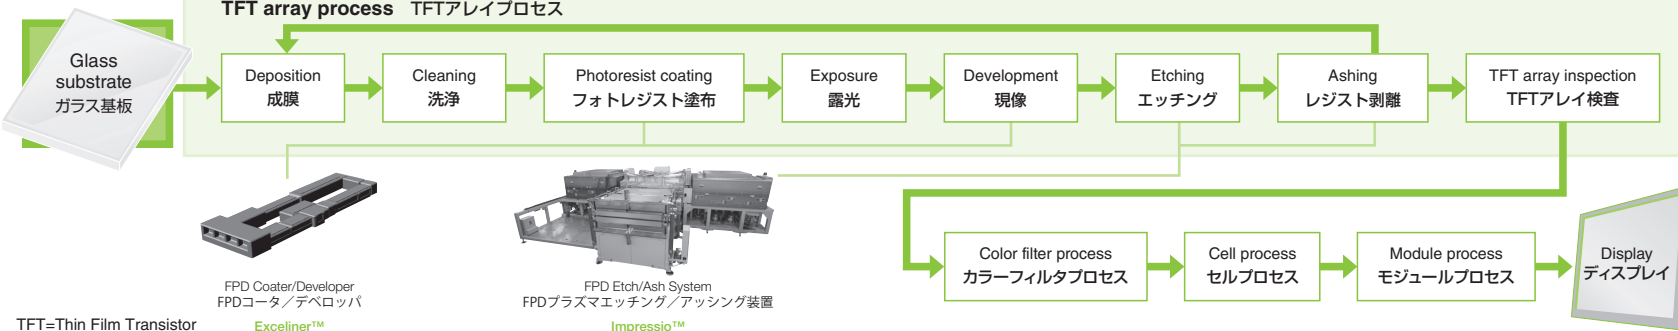 TFT array process TFTアレイプロセス
Glass
substrate
ガラス基板
Deposition
成膜
Cleaning
洗浄
Photoresist coating
フォトレジスト塗布
Exposure
露光
Development
現像
Etching
エッチング
Ashing
レジスト剥離
TFT array inspection
TFTアレイ検査
Color filter process
カラーフィルタプロセス
Cell process
セルプロセス
Module process
モジュールプロセス
Display
ディスプレイ
FPD Coater/Developer
FPDコータ／デベロッパ
Exceliner™
FPD Etch/Ash System
FPDプラズマエッチング／アッシング装置
Impressio™
TFT=Thin Film Transistor